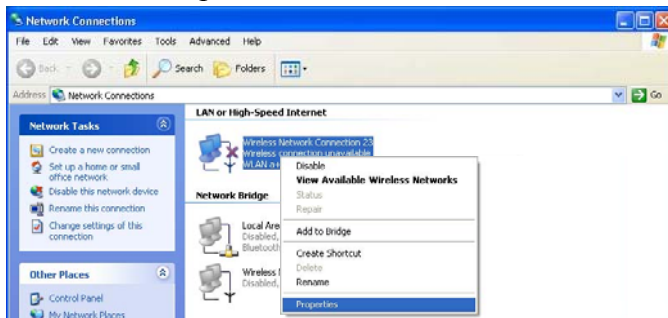 Network Connections
File Edit View Favorites Tools Advanced Help
Back Search Folders
Address Network Connections Go
Network Tasks
Create a new connection
Set up a home or small
office network
Disable this network device
Rename this connection
Change settings of this
connection
Other Places
Control Panel
My Network Places
LAN or High-Speed Internet
Wireless Network Connection 23
Wireless connection unavailable
WLAN a+
Network Bridge
Local Are
Disabled,
Bluetooth
Wireless
Disabled,
Disable
View Available Wireless Networks
Status
Repair
Add to Bridge
Create Shortcut
Delete
Rename
Properties